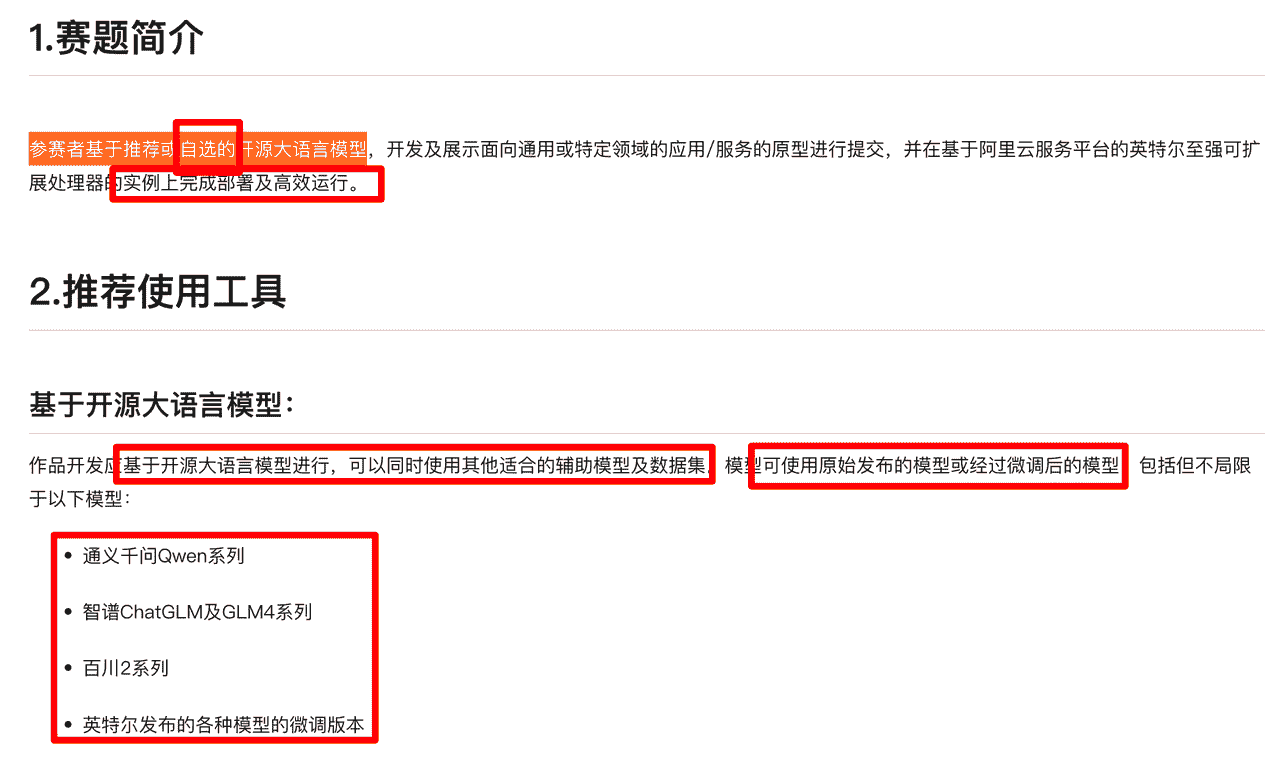 1.赛题简介
参赛者基于推荐或自选的开源大语言模型，开发及展示面向通用或特定领域的应用/服务的原型进行提交，并在基于阿里云服务平台的英特尔至强可扩
展处理器的实例上完成部署及高效运行。
2.推荐使用工具
基于开源大语言模型：
作品开发应基于开源大语言模型进行，可以同时使用其他适合的辅助模型及数据集。模型可使用原始发布的模型或经过微调后的模型，包括但不局限
于以下模型：
• 通义千问Qwen系列
• 智谱ChatGLM及GLM4系列
• 百川2系列
• 英特尔发布的各种模型的微调版本